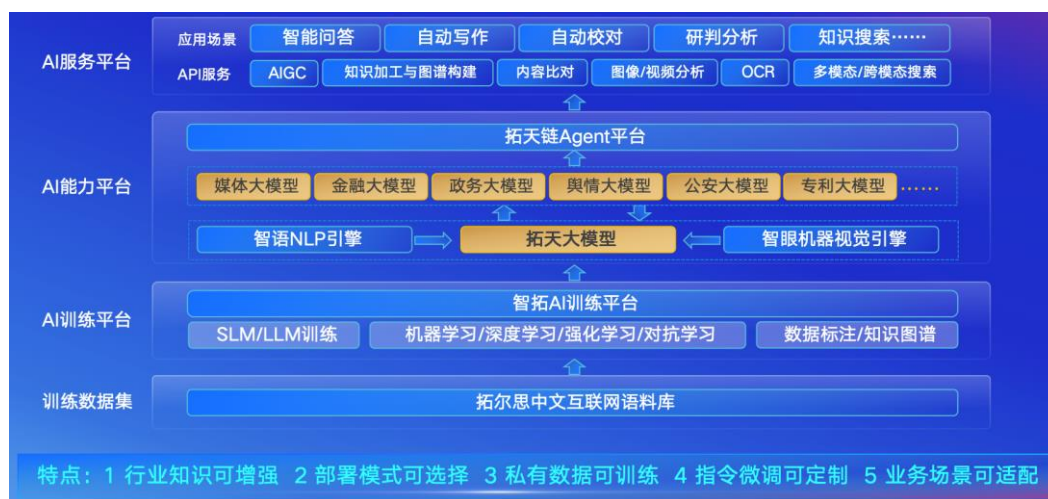 AI服务平台
应用场景 智能问答 自动写作 自动校对 研判分析 知识搜索……
API服务 AIGC 知识加工与图谱构建 内容比对 图像/视频分析 OCR 多模态/跨模态搜索
AI能力平台
拓天链Agent平台
媒体大模型 金融大模型 政务大模型 舆情大模型 公安大模型 专利大模型 ……
智语NLP引擎 拓天大模型 智眼机器视觉引擎
AI训练平台
智拓AI训练平台
SLM/LLM训练 机器学习/深度学习/强化学习/对抗学习 数据标注/知识图谱
训练数据集
拓尔思中文互联网语料库
特点：1 行业知识可增强 2 部署模式可选择 3 私有数据可训练 4 指令微调可定制 5 业务场景可适配